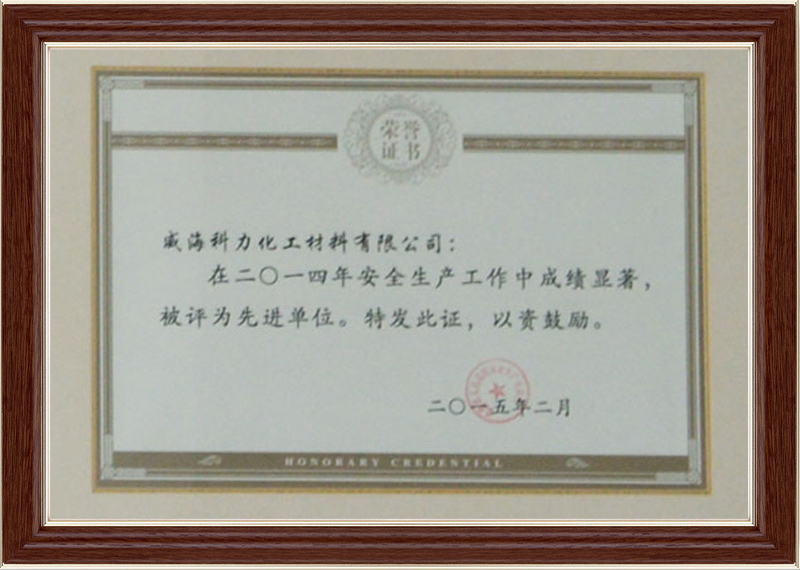 荣誉
证书
威海科力化工材料有限公司：
在二〇一四年安全生产工作中成绩显著，
被评为先进单位。特发此证，以资鼓励。
二〇一五年二月
HONORARY CREDENTIAL